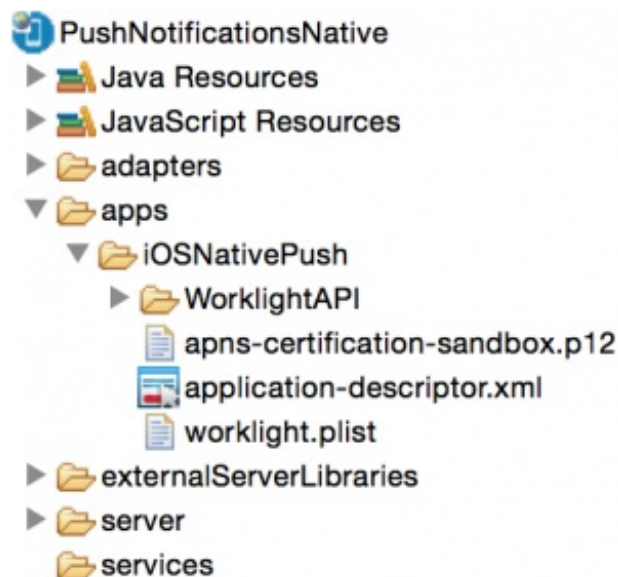 PushNotificationsNative
Java Resources
JavaScript Resources
adapters
apps
iOSNativePush
WorklightAPI
apns-certification-sandbox.p12
application-descriptor.xml
worklight.plist
externalServerLibraries
server
services